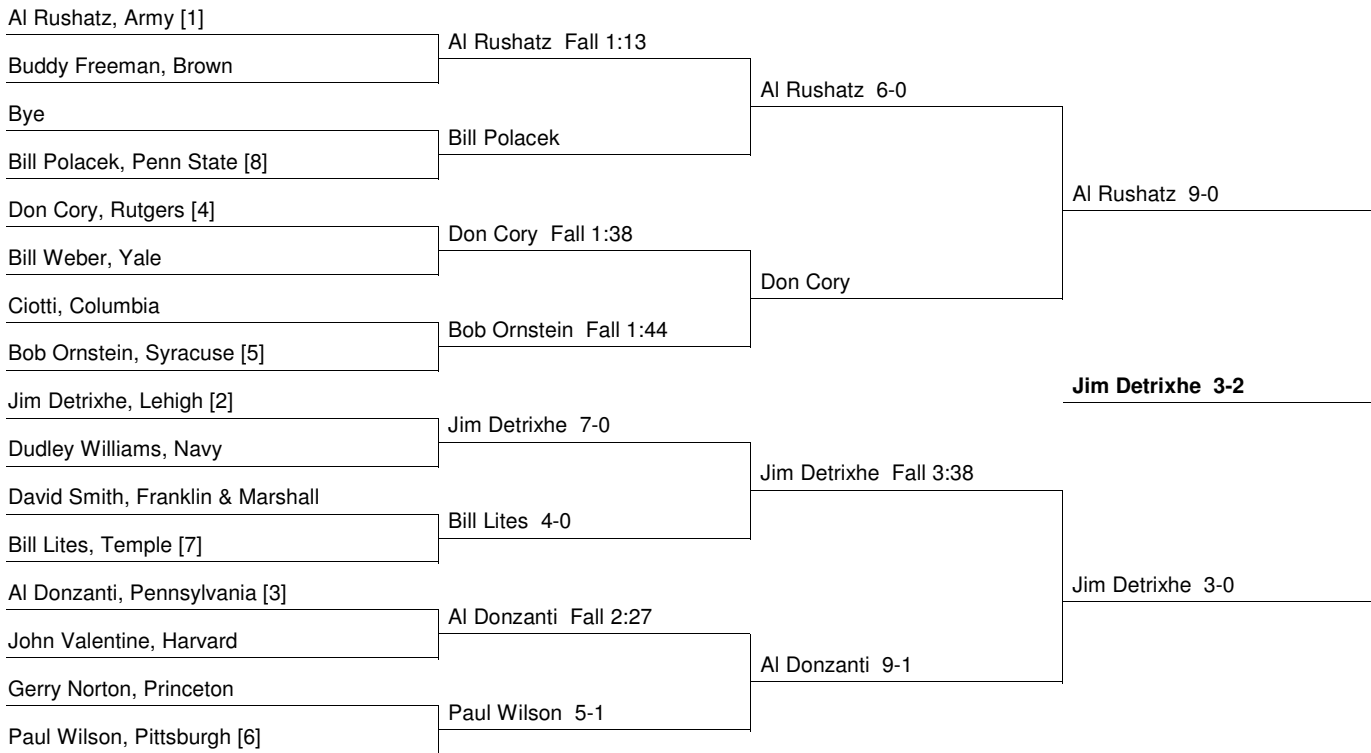 Al Rushatz, Army [1]
Buddy Freeman, Brown
Bye
Bill Polacek, Penn State [8]
Don Cory, Rutgers [4]
Bill Weber, Yale
Ciotti, Columbia
Bob Ornstein, Syracuse [5]
Jim Detrixhe, Lehigh [2]
Dudley Williams, Navy
David Smith, Franklin & Marshall
Bill Lites, Temple [7]
Al Donzanti, Pennsylvania [3]
John Valentine, Harvard
Gerry Norton, Princeton
Paul Wilson, Pittsburgh [6]
Al Rushatz Fall 1:13
Bill Polacek
Don Cory Fall 1:38
Bob Ornstein Fall 1:44
Jim Detrixhe 7-0
Bill Lites 4-0
Al Donzanti Fall 2:27
Paul Wilson 5-1
Al Rushatz 6-0
Don Cory
Jim Detrixhe Fall 3:38
Al Donzanti 9-1
Al Rushatz 9-0
Jim Detrixhe 3-2
Jim Detrixhe 3-0